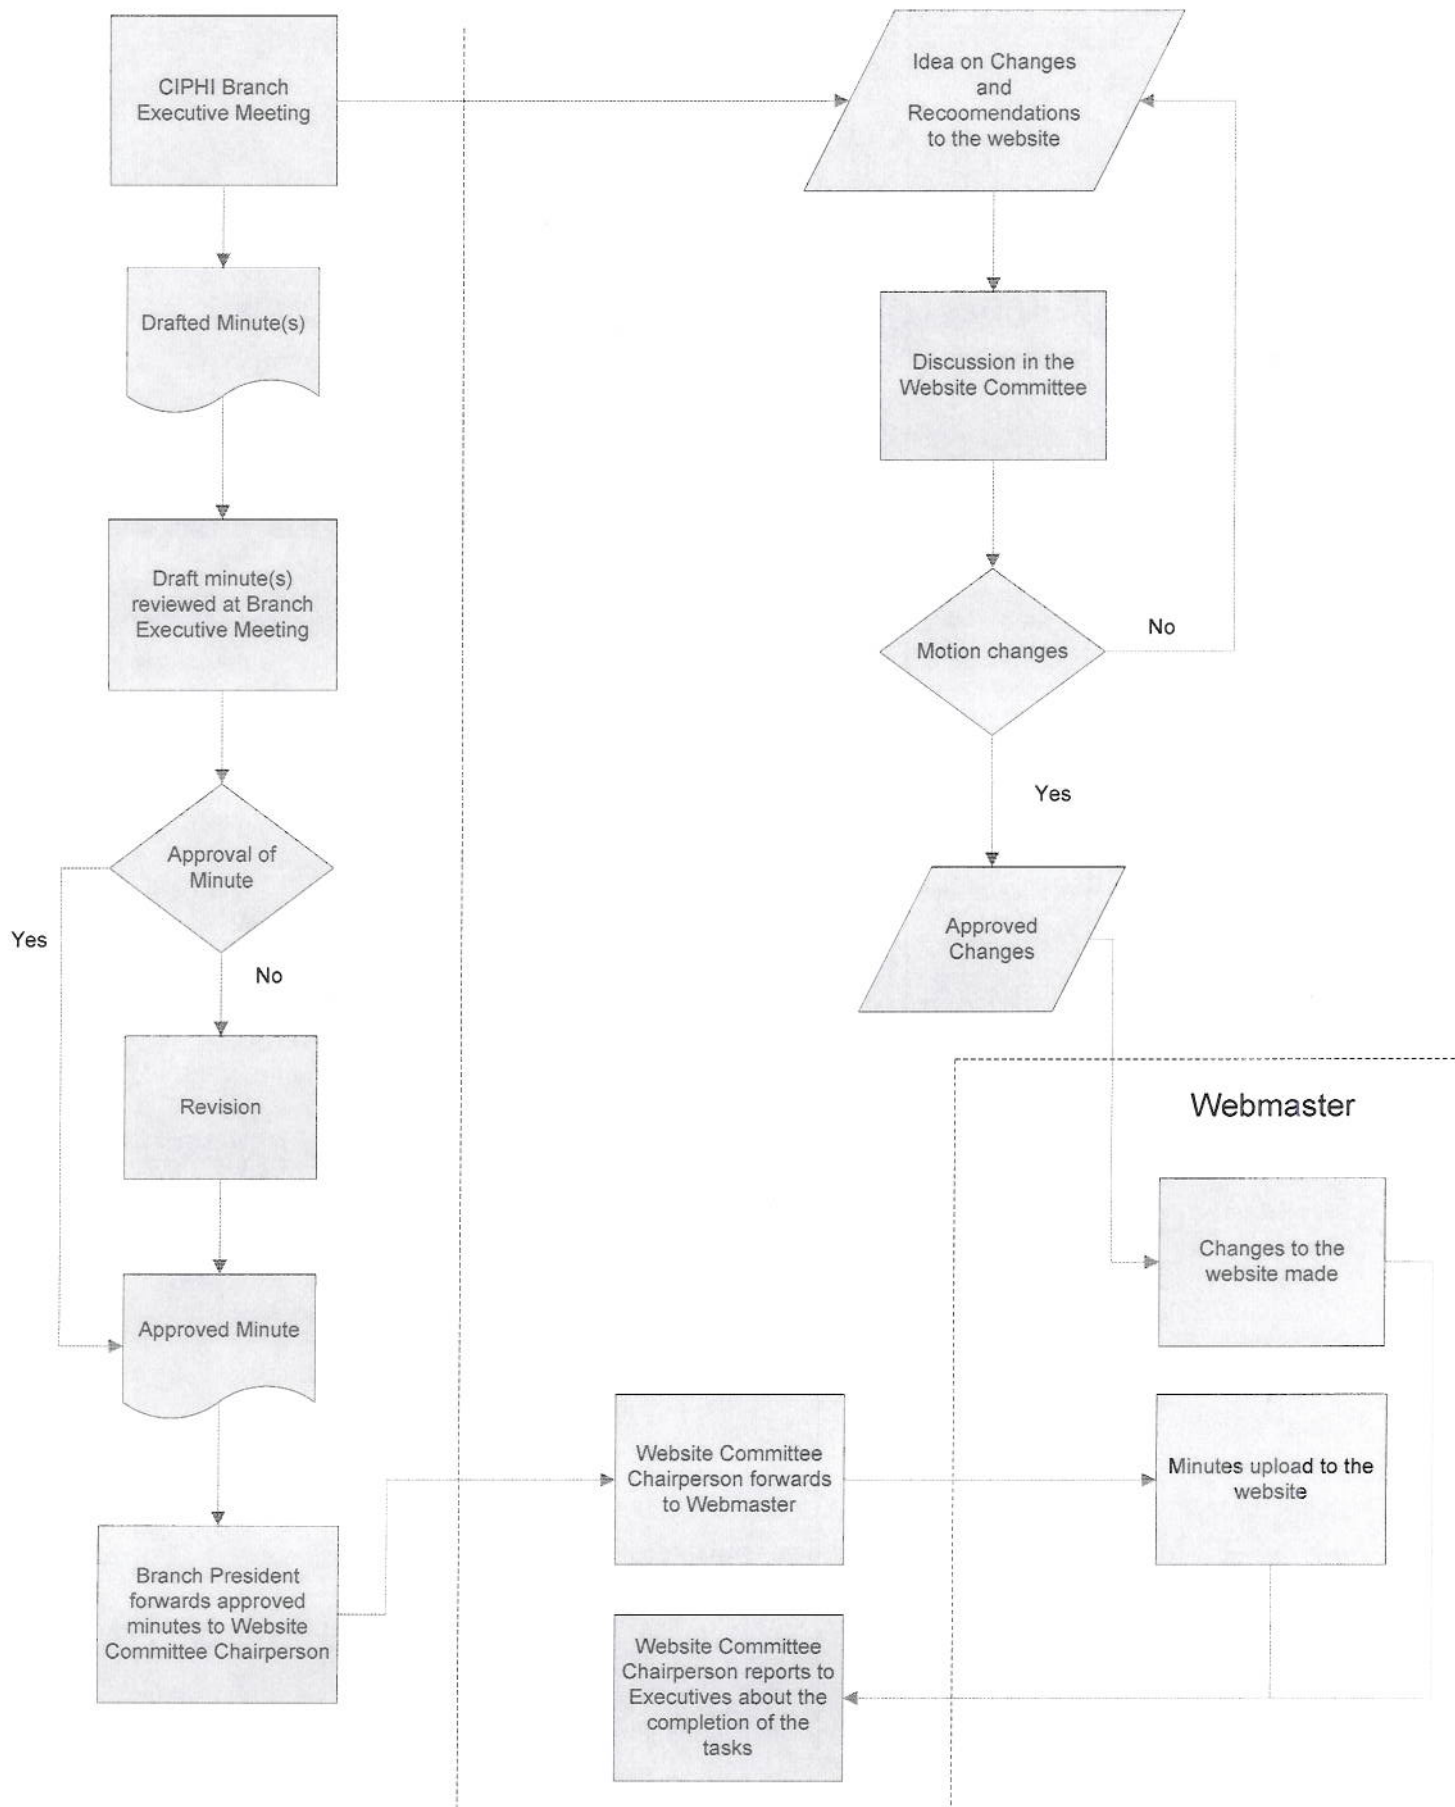 CIPHI Branch
Executive Meeting
Idea on Changes
and
Recoomendations
to the website
Drafted Minute(s)
Discussion in the
Website Committee
Draft minute(s)
reviewed at Branch
Executive Meeting
Motion changes
No
Yes
Approval of
Minute
Yes
No
Approved
Changes
Revision
Webmaster
Changes to the
website made
Approved Minute
Website Committee
Chairperson forwards
to Webmaster
Minutes upload to the
website
Branch President
forwards approved
minutes to Website
Committee Chairperson
Website Committee
Chairperson reports to
Executives about the
completion of the
tasks